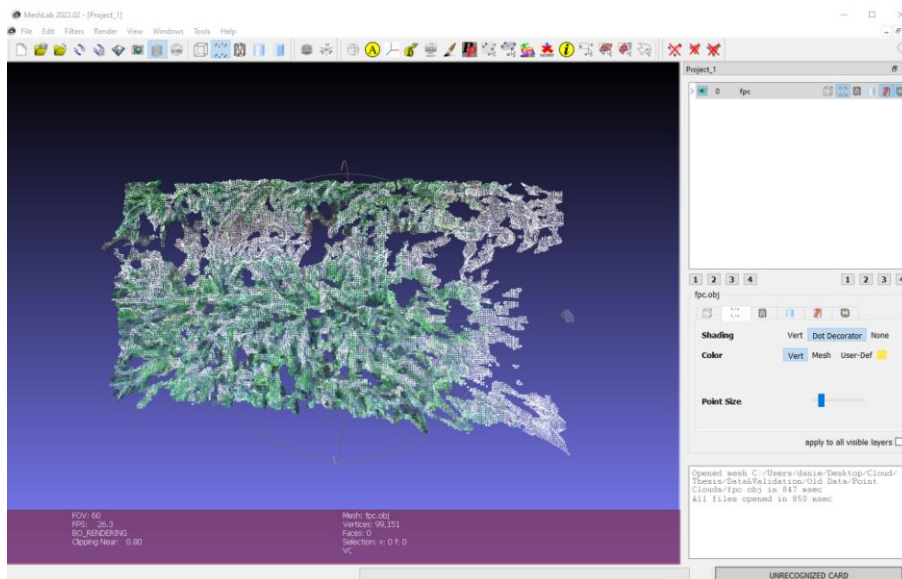 MeshLab 2022.02 - [Project_1]
File Edit Filters Render View Windows Tools Help
Project_1
0 fpc
1 2 3 4 1 2 3 4
fpc.obj
Shading Vert Dot Decorator None
Color Vert Mesh User-Def
Point Size
apply to all visible layers
Opened mesh C:/Users/danie/Desktop/Cloud/
Thesis/Data&Validation/Old Data/Point
Clouds/fpc.obj in 847 msec
All files opened in 850 msec
FOV: 60
FPS: 26.3
BO_RENDERING
Clipping Near: 0.80
Mesh: fpc.obj
Vertices: 99,151
Faces: 0
Selection: v: 0 f: 0
VC
UNRECOGNIZED CARD